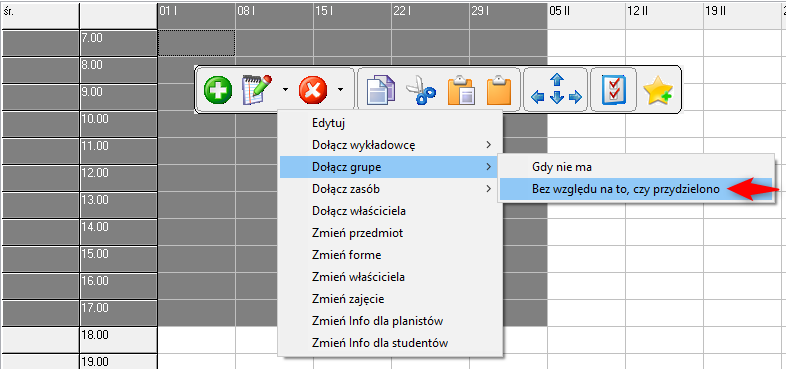 śr. 01 I 08 I 15 I 22 I 29 I 05 II 12 II 19 II
7.00
8.00
9.00
10.00
11.00
12.00
13.00
14.00
15.00
16.00
17.00
18.00
19.00
Edytuj
Dołącz wykładowcę
Dołącz grupe
Dołącz zasób
Dołącz właściciela
Zmień przedmiot
Zmień forme
Zmień właściciela
Zmień zajęcie
Zmień Info dla planistów
Zmień Info dla studentów
Gdy nie ma
Bez względu na to, czy przydzielono